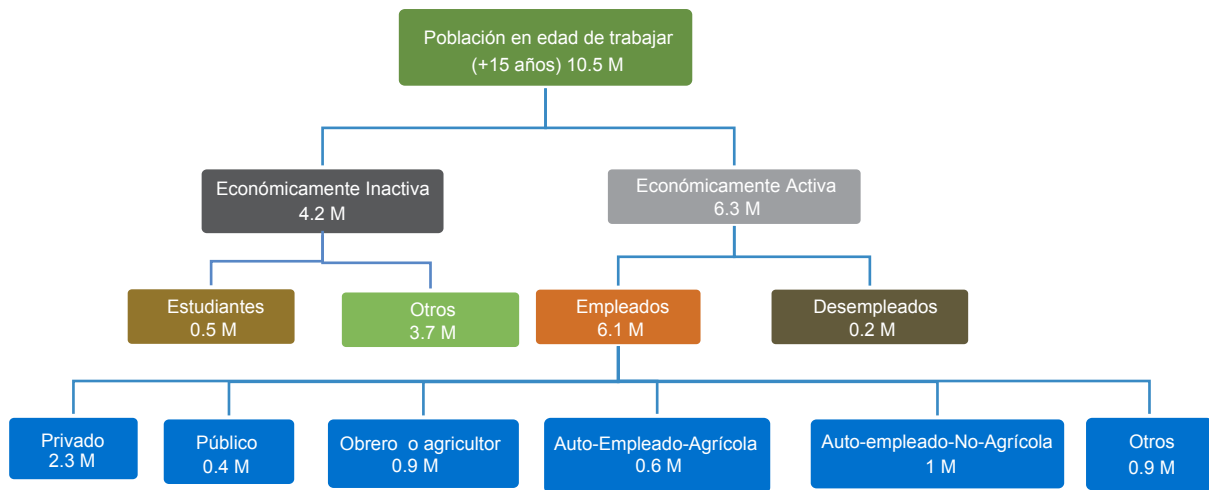 Población en edad de trabajar
(+15 años) 10.5 M
Económicamente Inactiva
4.2 M
Económicamente Activa
6.3 M
Estudiantes
0.5 M
Otros
3.7 M
Empleados
6.1 M
Desempleados
0.2 M
Privado
2.3 M
Público
0.4 M
Obrero o agricultor
0.9 M
Auto-Empleado-Agrícola
0.6 M
Auto-empleado-No-Agrícola
1 M
Otros
0.9 M